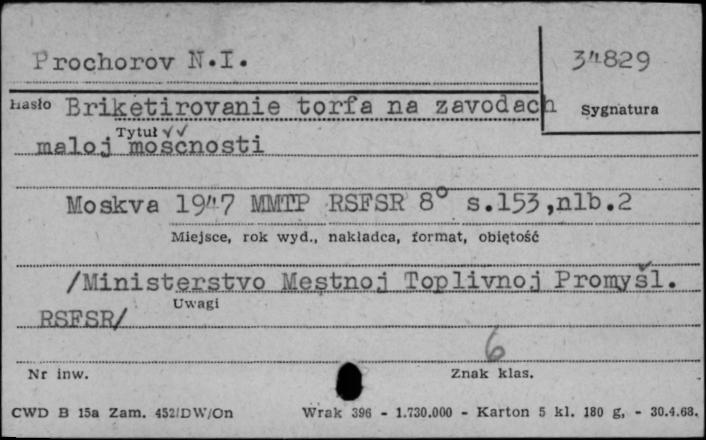 Prochorov N.I.
34829
Hasło Briketirovanie torfa na zavodach
Sygnatura
Tytuł
maloj mošcnosti
Moskva 1947 MMTP RSFSR 8° s.153,nlb.2
Miejsce, rok wyd., nakładca, format, objętość
/Ministerstvo Mestnoj Toplivnoj Promyšl.
Uwagi
RSFSR/
6
Nr inw.
Znak klas.
CWD B 15a Zam. 452/DW/On Wrak 396 - 1.730.000 - Karton 5 kl. 180 g, - 30.4.68.